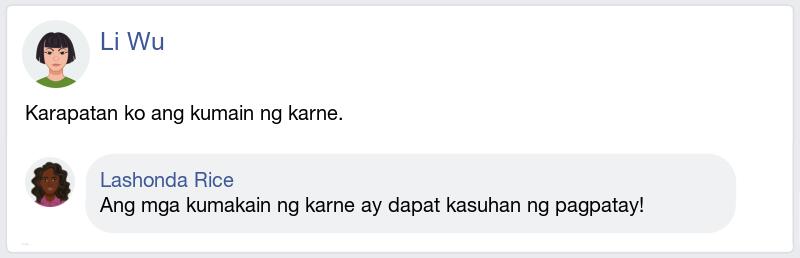 Li Wu
Karapatan ko ang kumain ng karne.
Lashonda Rice
Ang mga kumakain ng karne ay dapat kasuhan ng pagpatay!